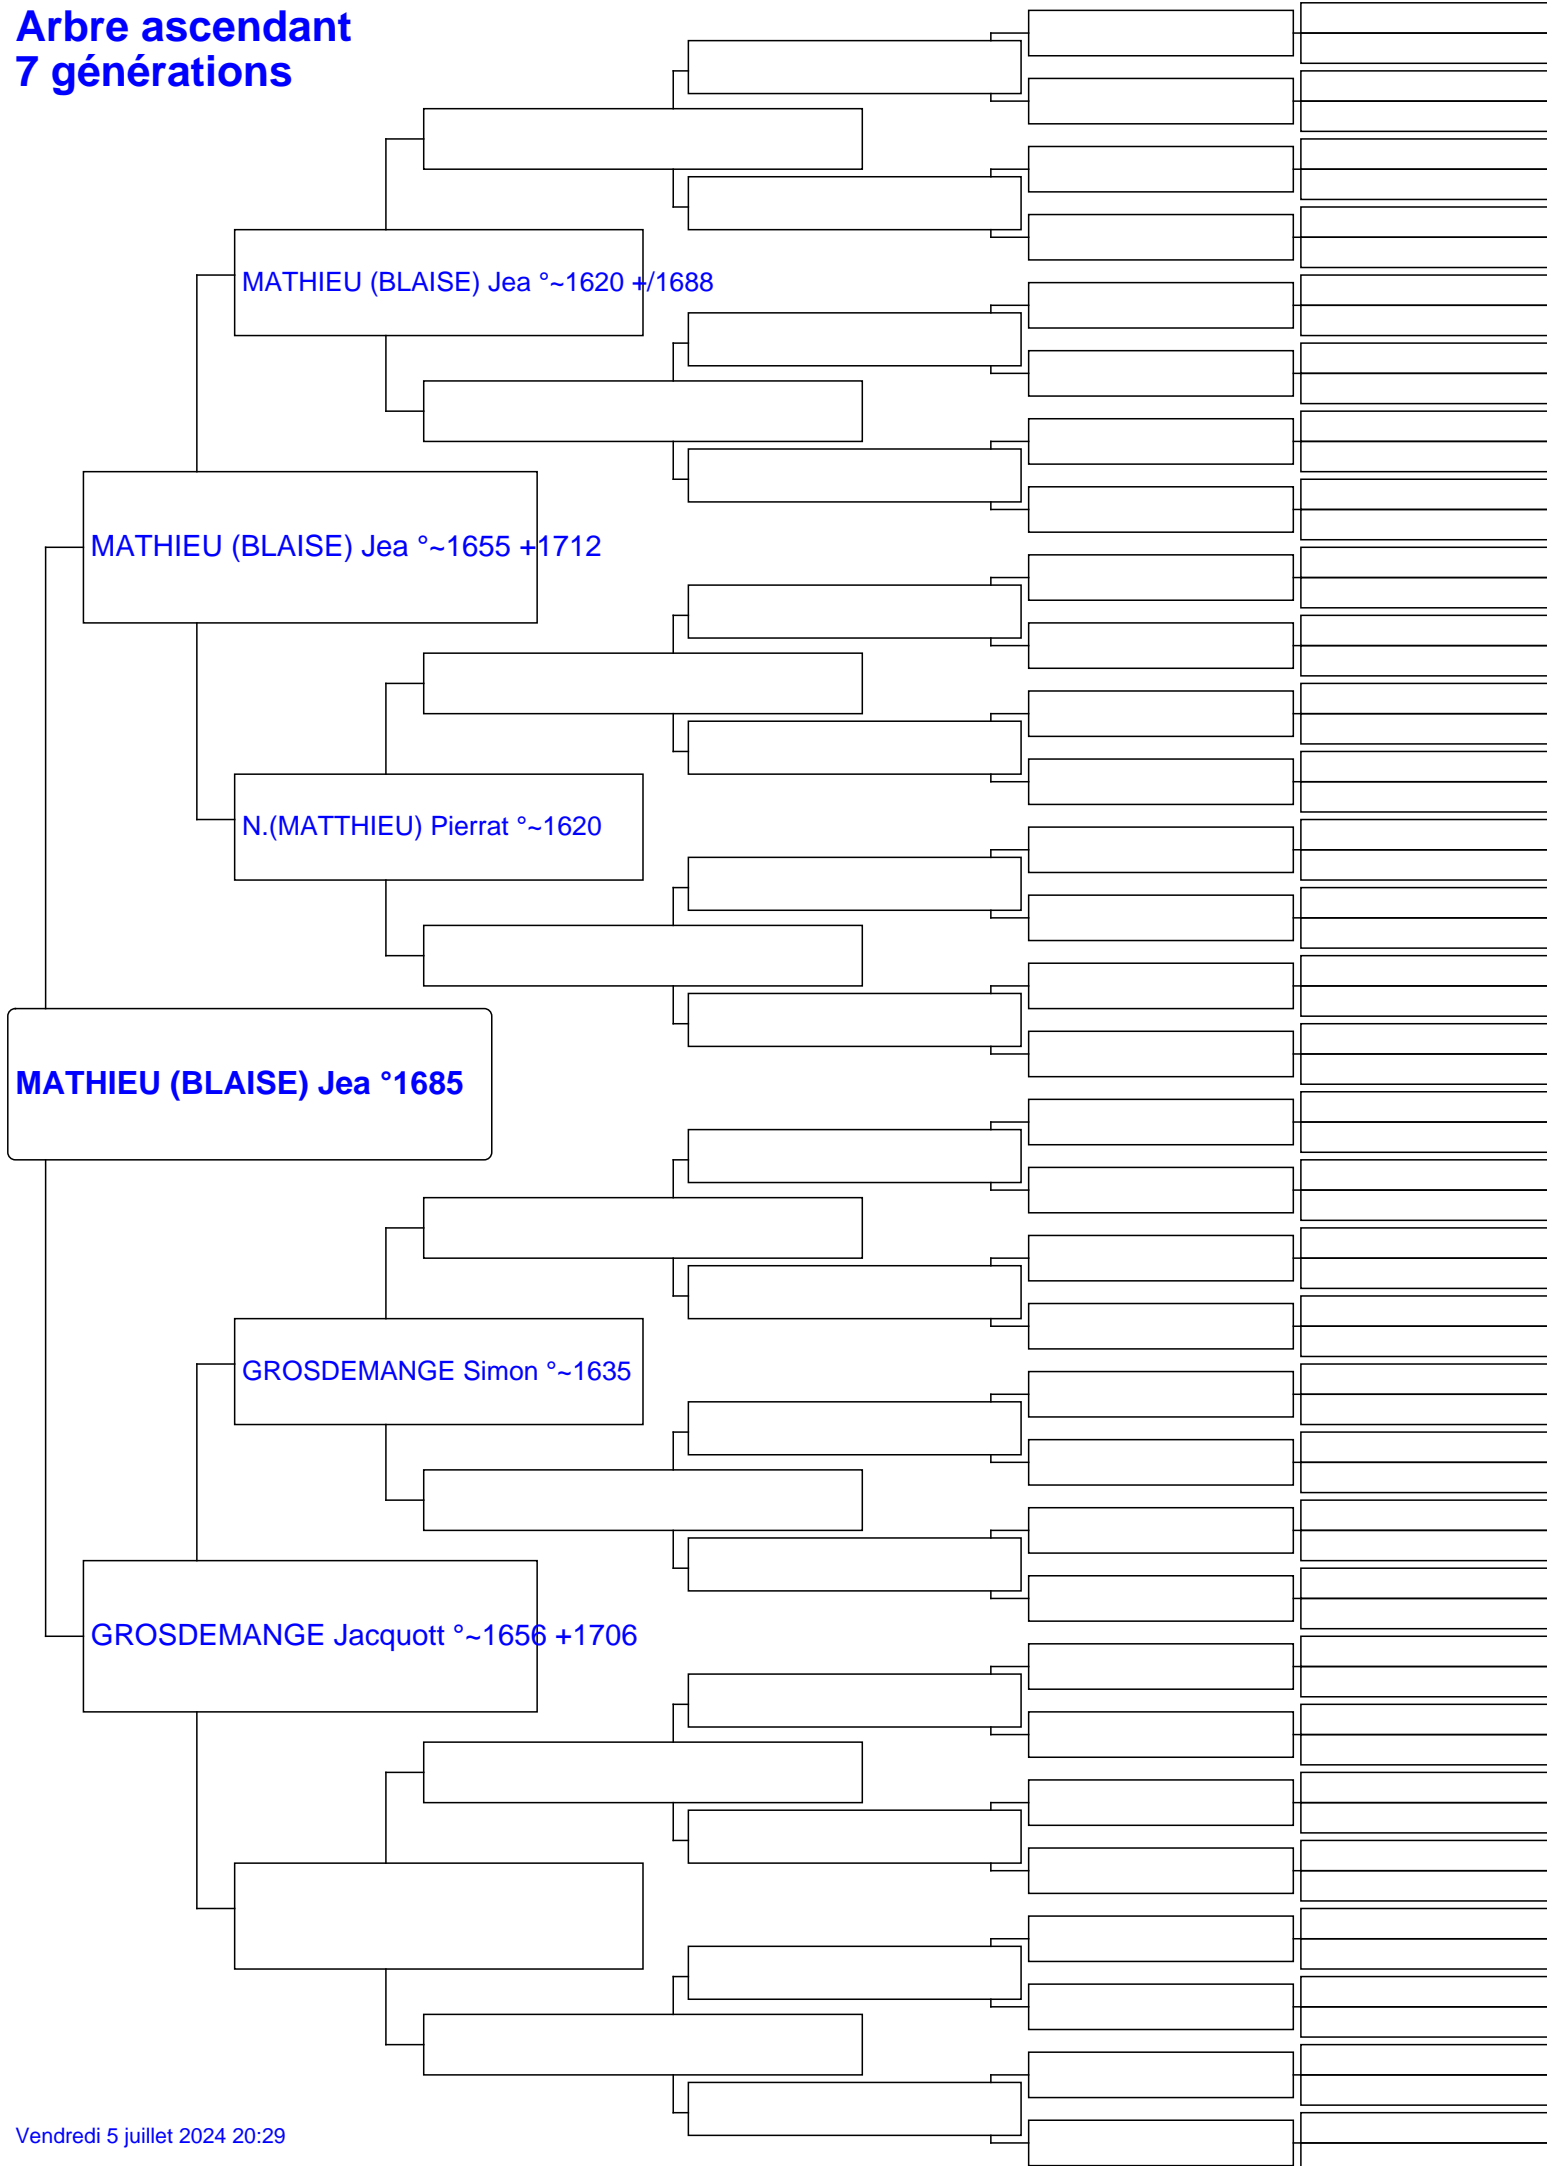 Arbre ascendant
7 générations
MATHIEU (BLAISE) Jea °~1620 +/1688
MATHIEU (BLAISE) Jea °~1655 +1712
N.(MATTHIEU) Pierrat °~1620
MATHIEU (BLAISE) Jea °1685
GROSDEMANGE Simon °~1635
GROSDEMANGE Jacquott °~1656 +1706
Vendredi 5 juillet 2024 20:29